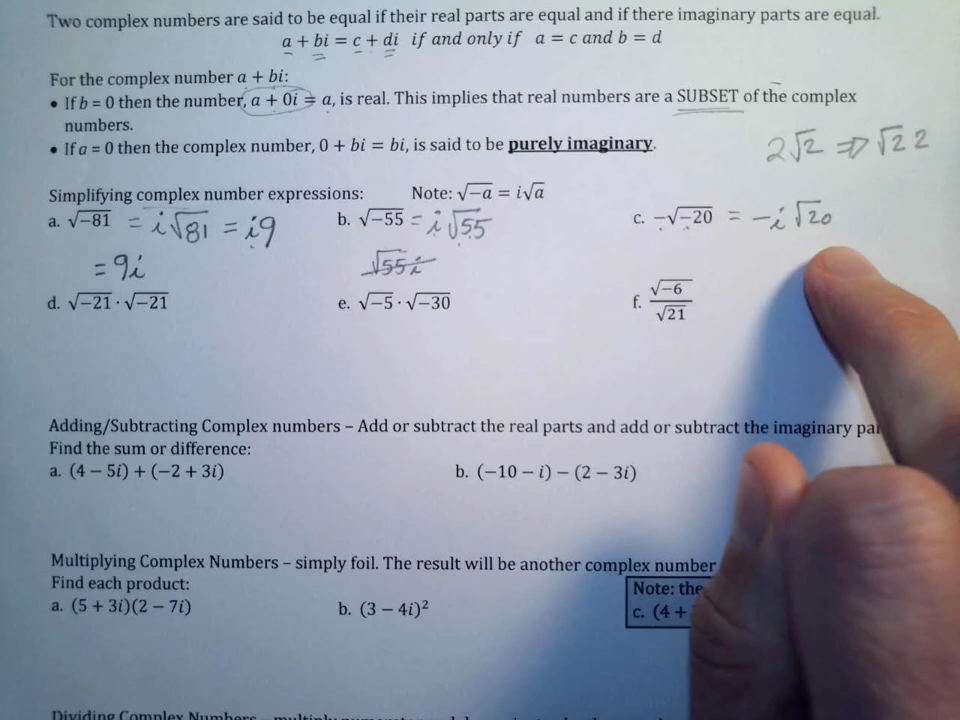 Two complex numbers are said to be equal if their real parts are equal and if there imaginary parts are equal.
a + bi = c + di if and only if a = c and b = d
For the complex number a + bi:
• If b = 0 then the number, a + 0i = a, is real. This implies that real numbers are a SUBSET of the complex
numbers.
• If a = 0 then the complex number, 0 + bi = bi, is said to be purely imaginary.
2√2 ⇒ √22
Simplifying complex number expressions: Note: √−a = i√a
a. √−81 = i√81 = i9 b. √−55 = i√55 c. −√−20 = −i√20
= 9i √55i
d. √−21 · √−21 e. √−5 · √−30 f. √−6/√21
Adding/Subtracting Complex numbers – Add or subtract the real parts and add or subtract the imaginary
Find the sum or difference:
a. (4 − 5i) + (−2 + 3i) b. (−10 − i) − (2 − 3i)
Multiplying Complex Numbers – simply foil. The result will be another complex number
Find each product: Note: the
a. (5 + 3i)(2 − 7i) b. (3 − 4i)² c. (4 +
Dividing Complex Numbers